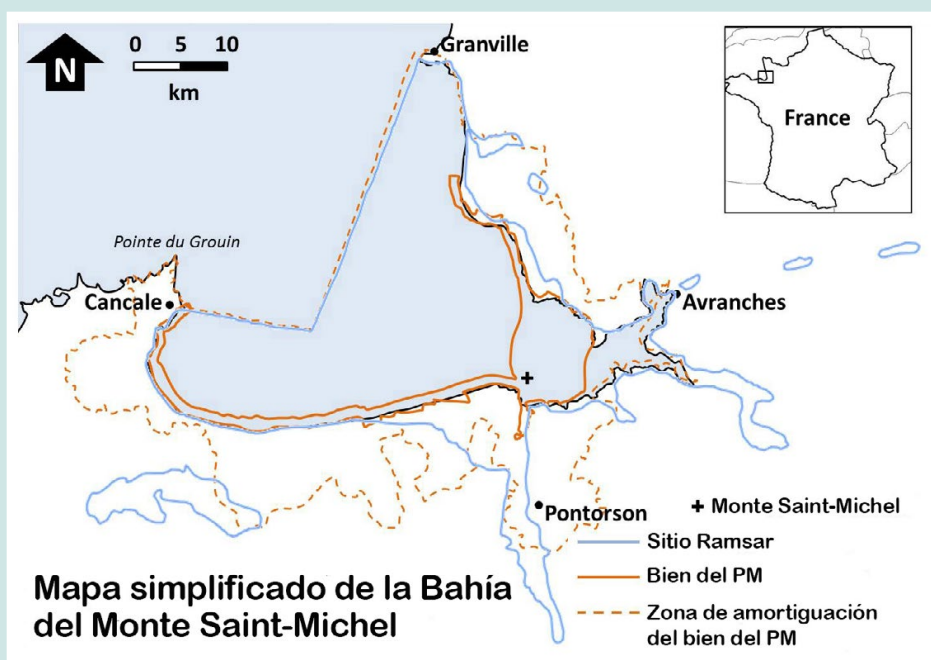 N
0 5 10
km
Granville
France
Pointe du Grouin
Cancale
Avranches
Pontorson
Monte Saint-Michel
Sitio Ramsar
Bien del PM
Zona de amortiguación
del bien del PM
Mapa simplificado de la Bahía
del Monte Saint-Michel